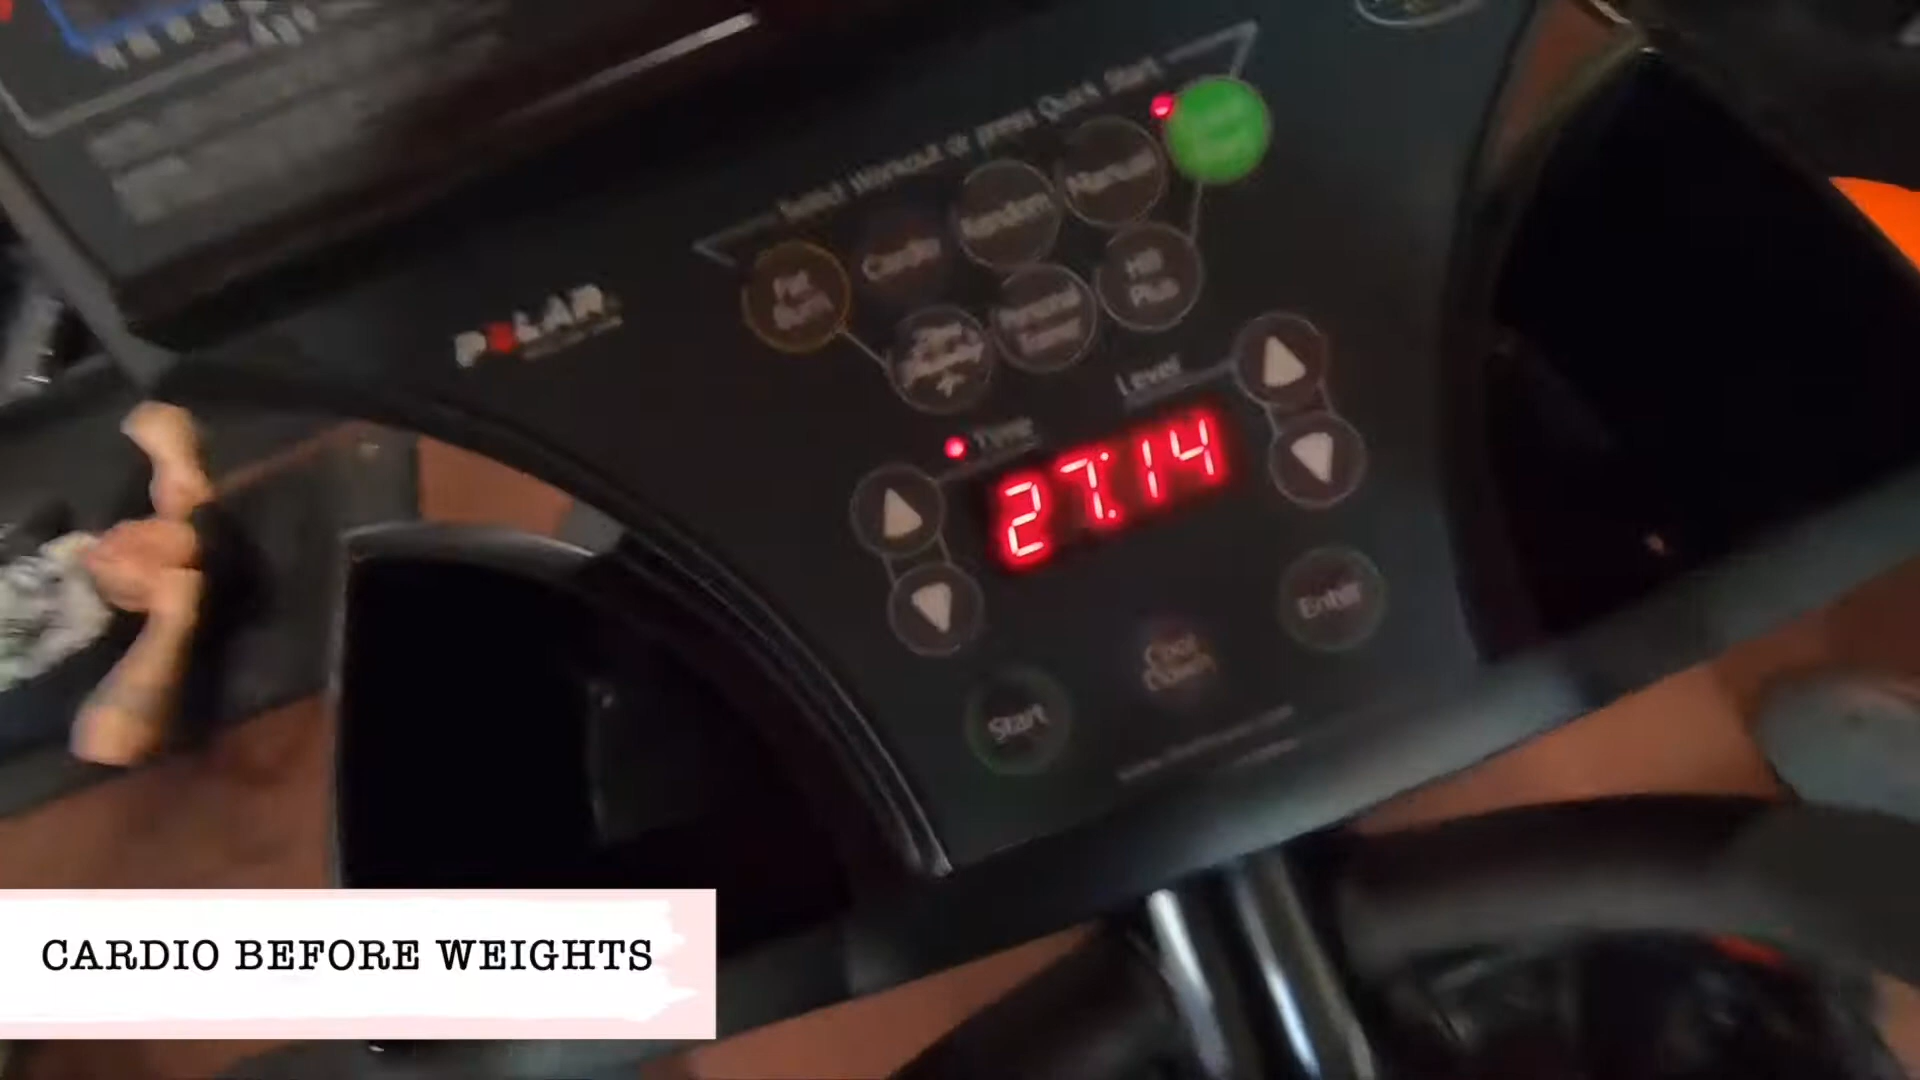 Select Workout or press Quick Start
Manual
Random
Cardio
Fat
Burn
Hill
Plus
Personal
Trainer
POLAR
Level
Time
27:14
Enter
Cool
Down
Start
CARDIO BEFORE WEIGHTS